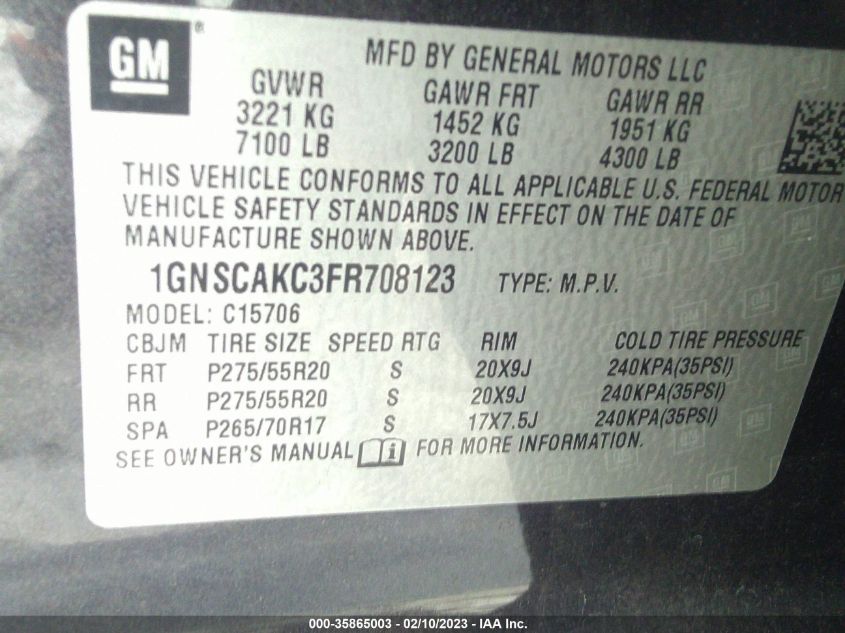 GM ®
MFD BY GENERAL MOTORS LLC
GVWR GAWR FRT GAWR RR
3221 KG 1452 KG 1951 KG
7100 LB 3200 LB 4300 LB
THIS VEHICLE CONFORMS TO ALL APPLICABLE U.S. FEDERAL MOTOR
VEHICLE SAFETY STANDARDS IN EFFECT ON THE DATE OF
MANUFACTURE SHOWN ABOVE.
1GNSCAKC3FR708123 TYPE: M.P.V.
MODEL: C15706
CBJM TIRE SIZE SPEED RTG RIM COLD TIRE PRESSURE
FRT P275/55R20 S 20X9J 240KPA(35PSI)
RR P275/55R20 S 20X9J 240KPA(35PSI)
SPA P265/70R17 S 17X7.5J 240KPA(35PSI)
SEE OWNER'S MANUAL i FOR MORE INFORMATION.
000-35865003 - 02/10/2023 - IAA Inc.